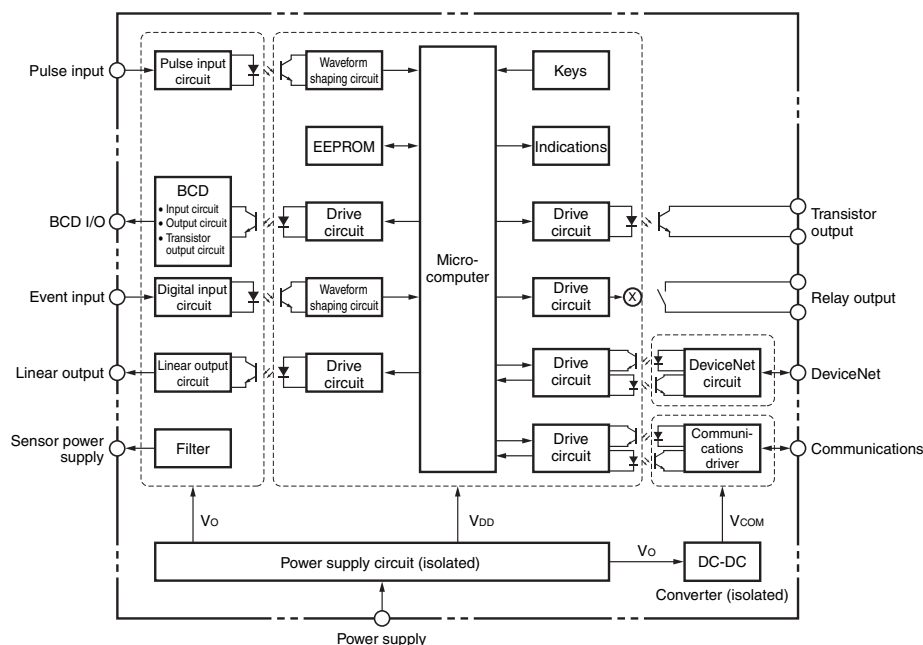 Pulse input
Pulse input
circuit
Waveform
shaping circuit
Keys
EEPROM
Indications
BCD I/O
BCD
• Input circuit
• Output circuit
• Transistor
output circuit
Drive
circuit
Micro-
computer
Drive
circuit
Transistor
output
Event input
Digital input
circuit
Waveform
shaping circuit
Drive
circuit
X
Relay output
Linear output
Linear output
circuit
Drive
circuit
Drive
circuit
DeviceNet
circuit
DeviceNet
Sensor power
supply
Filter
Drive
circuit
Communi-
cations
driver
Communications
VO
VDD
VCOM
Power supply circuit (isolated)
VO
DC-DC
Converter (isolated)
Power supply